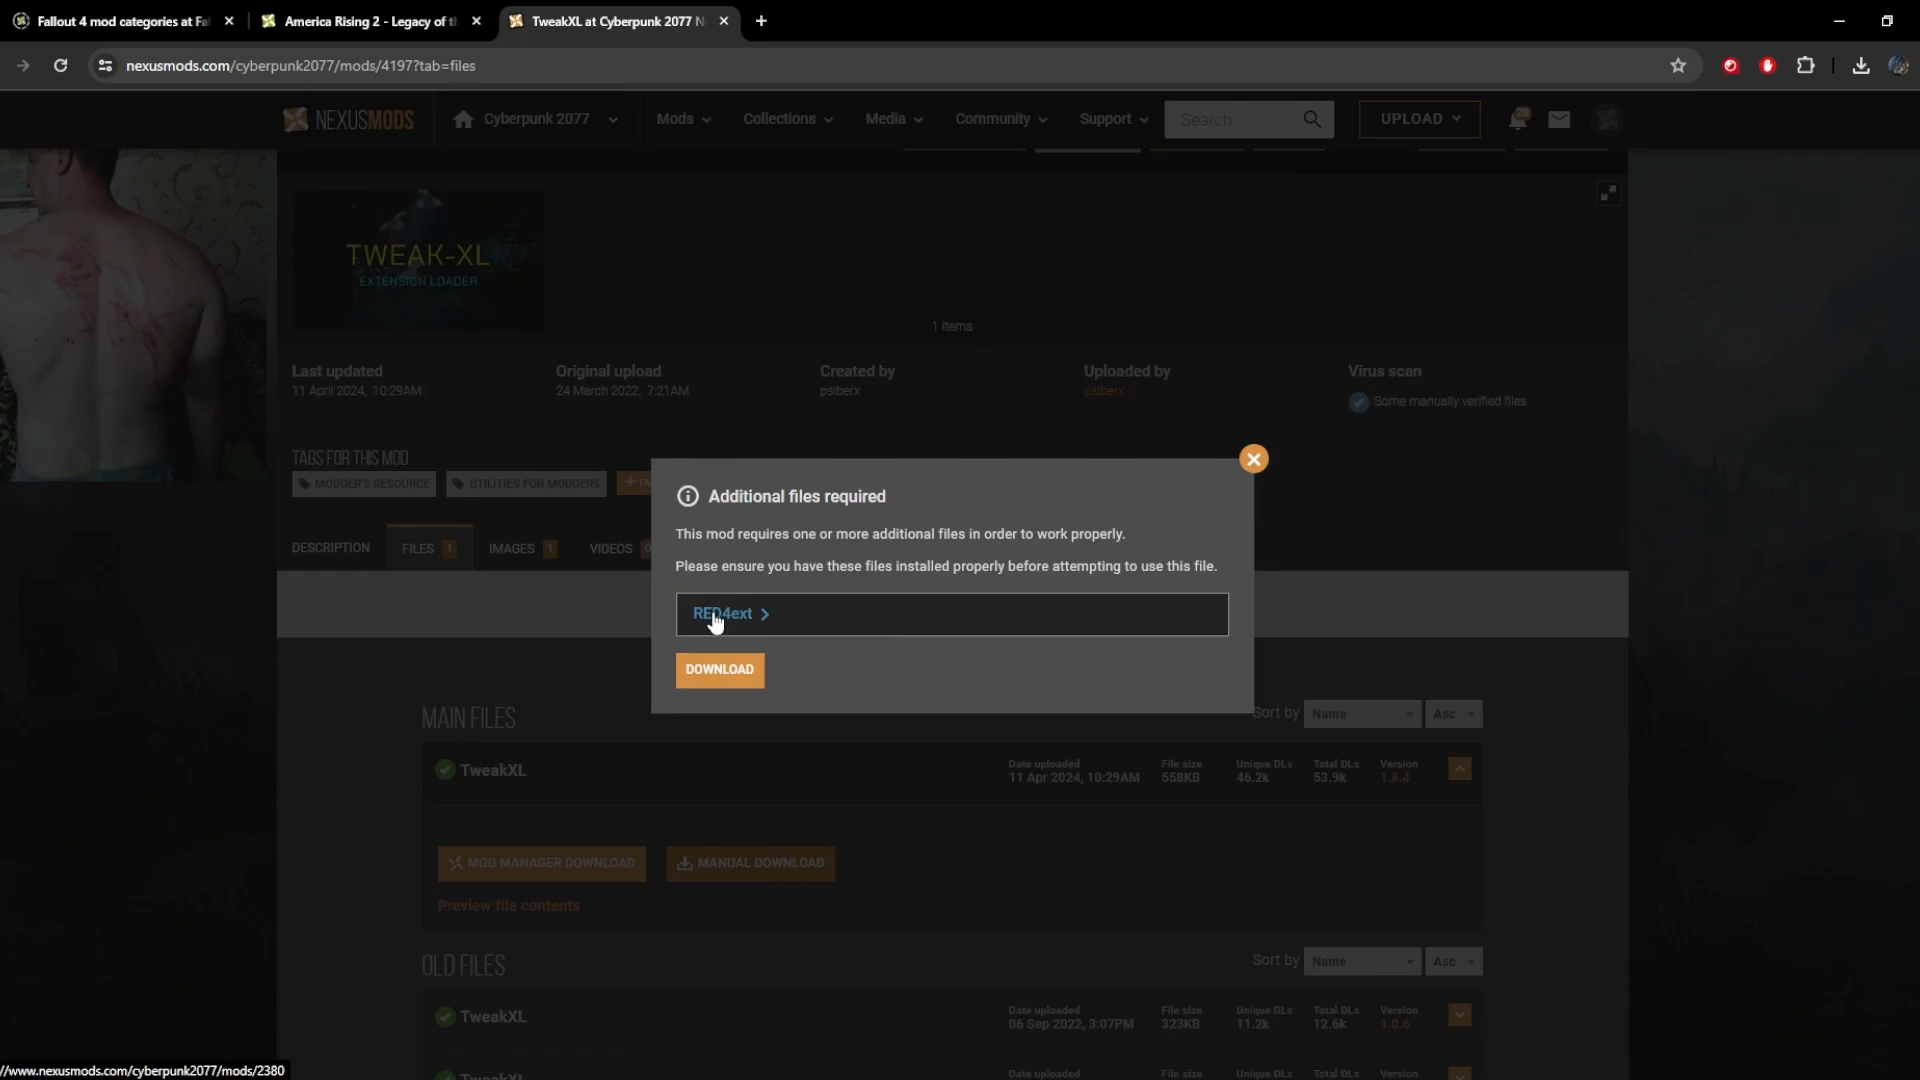 Fallout 4 mod categories at Fa
America Rising 2 - Legacy of t
TweakXL at Cyberpunk 2077 N
nexusmods.com/cyberpunk2077/mods/4197?tab=files
NEXUSMODS
Cyberpunk 2077
Mods
Collections
Media
Community
Support
Search
UPLOAD
28
TWEAK-XL
EXTENSION LOADER
1 items
Last updated
11 April 2024, 10:29AM
Original upload
24 March 2022, 7:21AM
Created by
psiberx
Uploaded by
psiberx
Virus scan
Some manually verified files
TAGS FOR THIS MOD
MODDER'S RESOURCE
UTILITIES FOR MODDERS
DESCRIPTION
FILES 1
IMAGES 1
VIDEOS 0
Additional files required
This mod requires one or more additional files in order to work properly.
Please ensure you have these files installed properly before attempting to use this file.
RED4ext
DOWNLOAD
MAIN FILES
Sort by Name Asc
TweakXL
Date uploaded
11 Apr 2024, 10:29AM
File size
558KB
Unique DLs
46.2k
Total DLs
53.9k
Version
1.8.4
MOD MANAGER DOWNLOAD
MANUAL DOWNLOAD
Preview file contents
OLD FILES
Sort by Name Asc
TweakXL
Date uploaded
06 Sep 2022, 3:07PM
File size
323KB
Unique DLs
11.2k
Total DLs
12.6k
Version
1.0.6
TweakXL
Date uploaded
File size
Unique DLs
Total DLs
Version
//www.nexusmods.com/cyberpunk2077/mods/2380